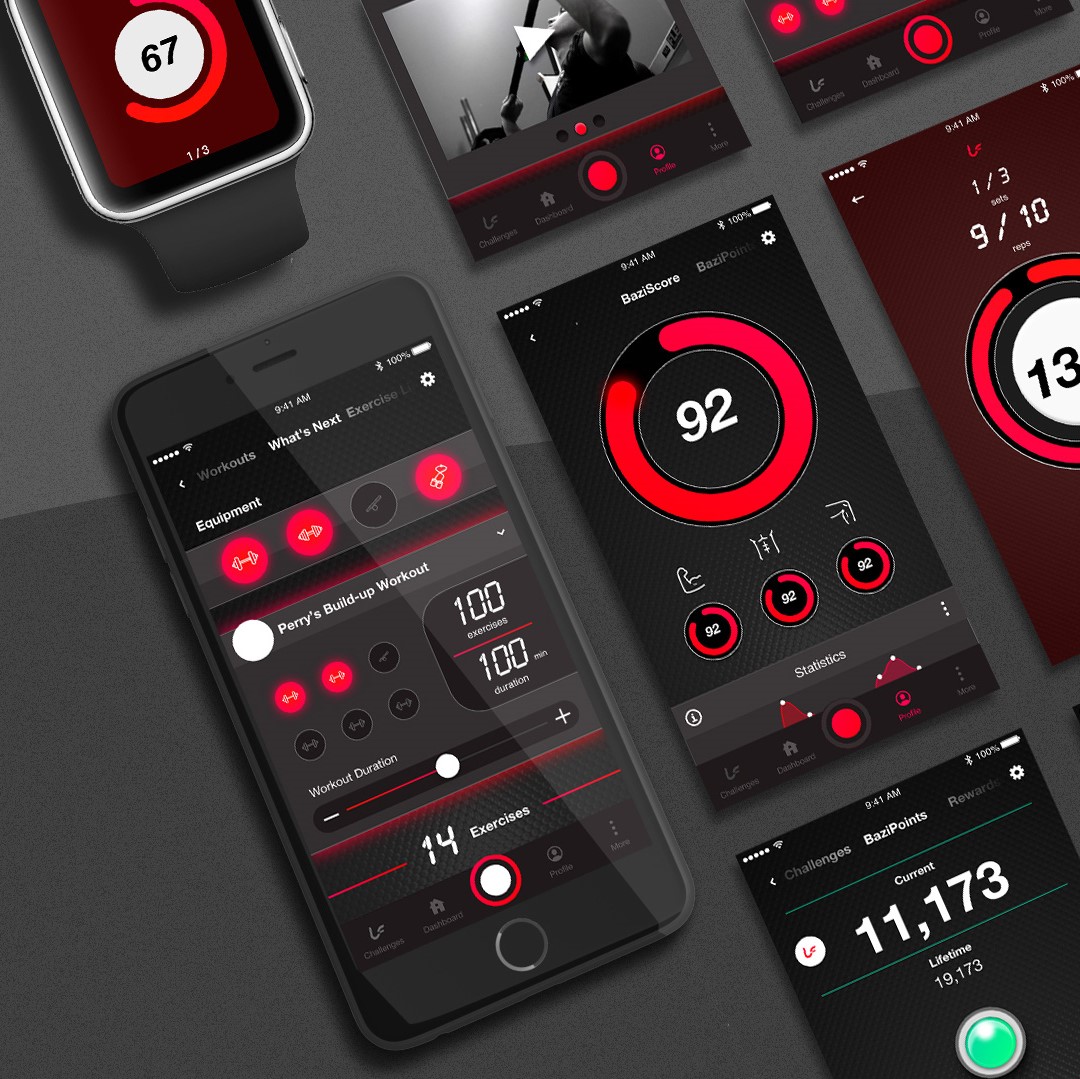 67
1/3
Challenges
Dashboard
Profile
More
Challenges
Dashboard
Profile
More
100%
9:41 AM
1/3
sets
9/10
reps
13
100%
9:41 AM
BaziScore
92
92
92
92
Statistics
Challenges
Dashboard
Profile
More
100%
9:41 AM
Workouts What's Next Exercise
Equipment
Perry's Build-up Workout
100
exercises
100 min
duration
Workout Duration
14 Exercises
Challenges
Dashboard
Profile
More
100%
9:41 AM
Challenges BaziPoints Rewards
Current
11,173
Lifetime
19,173